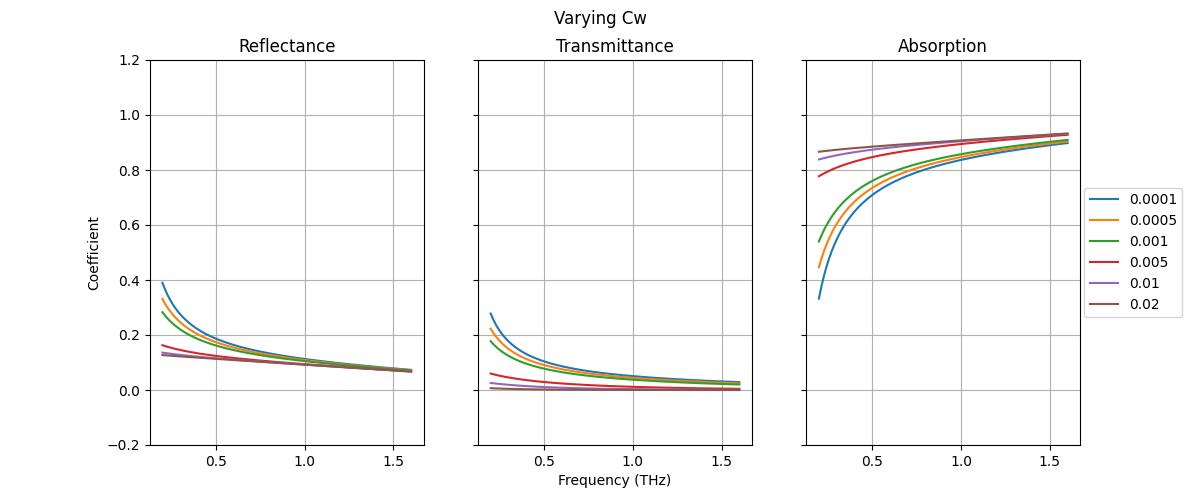 Varying Cw
Reflectance
Transmittance
Absorption
Coefficient
1.2
1.0
0.8
0.6
0.4
0.2
0.0
−0.2
0.5 1.0 1.5
0.5 1.0 1.5
0.5 1.0 1.5
Frequency (THz)
0.0001
0.0005
0.001
0.005
0.01
0.02